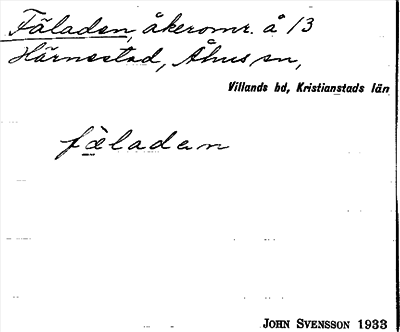 Fäladen, åkeromr. å 13
Härnestad, Åhus sn,
Villands hd, Kristianstads län
fäladen
JOHN SVENSSON 1933